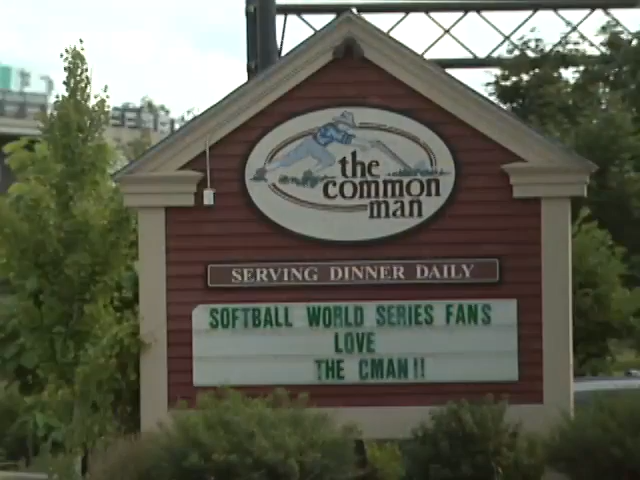 the
common
man
SERVING DINNER DAILY
SOFTBALL WORLD SERIES FANS
LOVE
THE CMAN!!